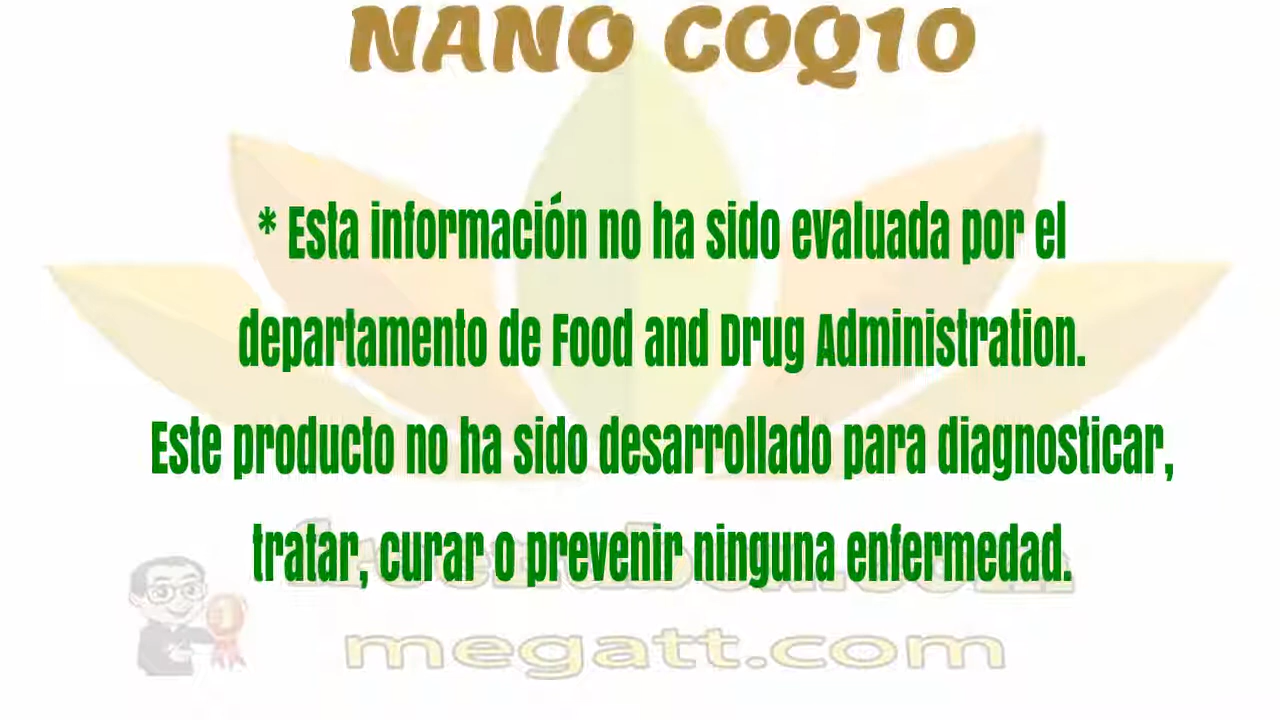 NANO COQ10
* Esta información no ha sido evaluada por el
departamento de Food and Drug Administration.
Este producto no ha sido desarrollado para diagnosticar,
tratar, curar o prevenir ninguna enfermedad.
megatt.com